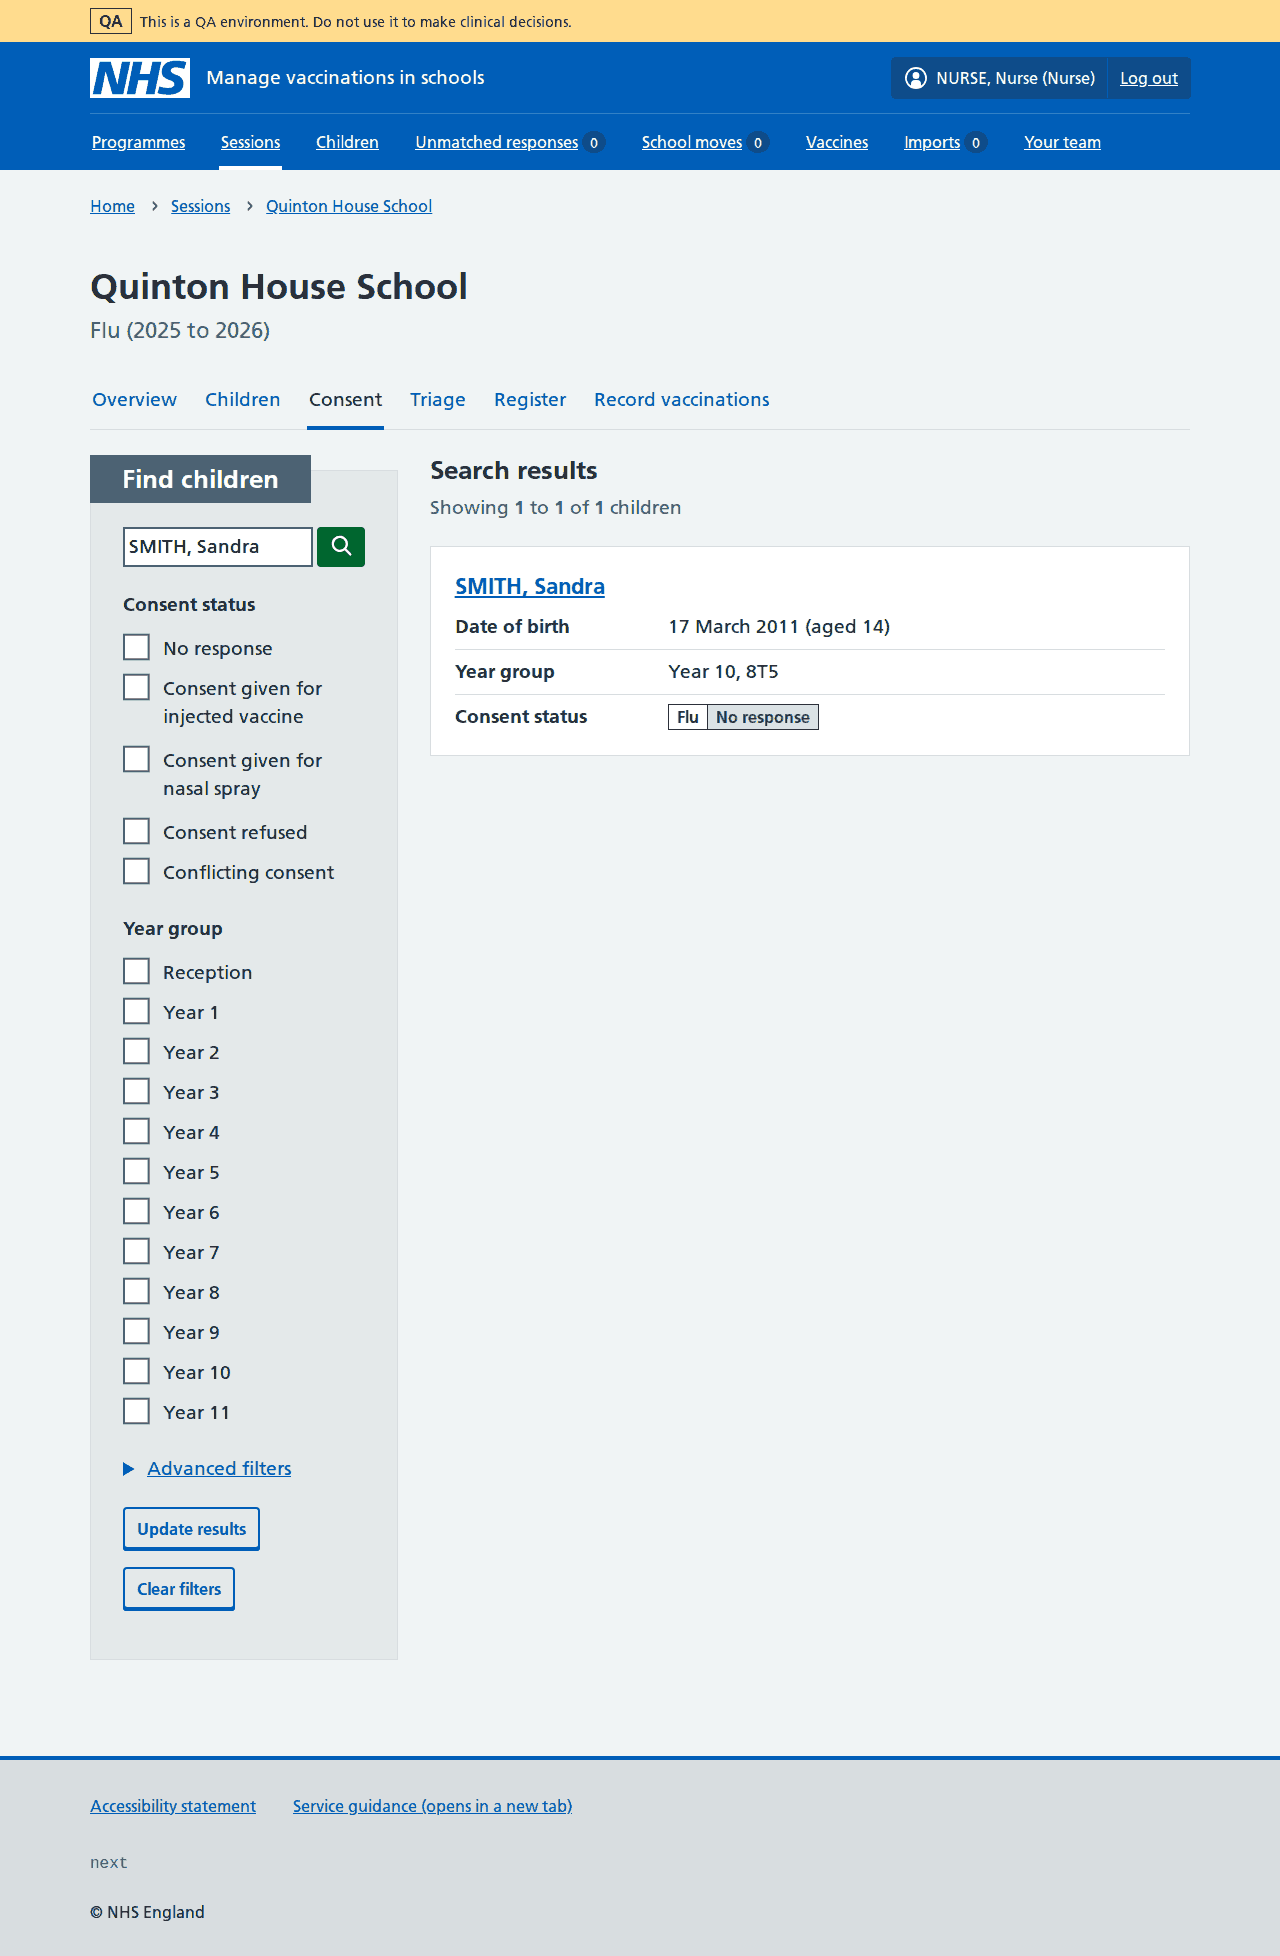 QA This is a QA environment. Do not use it to make clinical decisions.
NHS Manage vaccinations in schools NURSE, Nurse (Nurse) Log out
Programmes Sessions Children Unmatched responses 0 School moves 0 Vaccines Imports 0 Your team
Home Sessions Quinton House School
Quinton House School
Flu (2025 to 2026)
Overview Children Consent Triage Register Record vaccinations
Find children
SMITH, Sandra
Consent status
No response
Consent given for
injected vaccine
Consent given for
nasal spray
Consent refused
Conflicting consent
Year group
Reception
Year 1
Year 2
Year 3
Year 4
Year 5
Year 6
Year 7
Year 8
Year 9
Year 10
Year 11
Advanced filters
Update results
Clear filters
Search results
Showing 1 to 1 of 1 children
SMITH, Sandra
Date of birth 17 March 2011 (aged 14)
Year group Year 10, 8T5
Consent status Flu No response
Accessibility statement Service guidance (opens in a new tab)
next
© NHS England